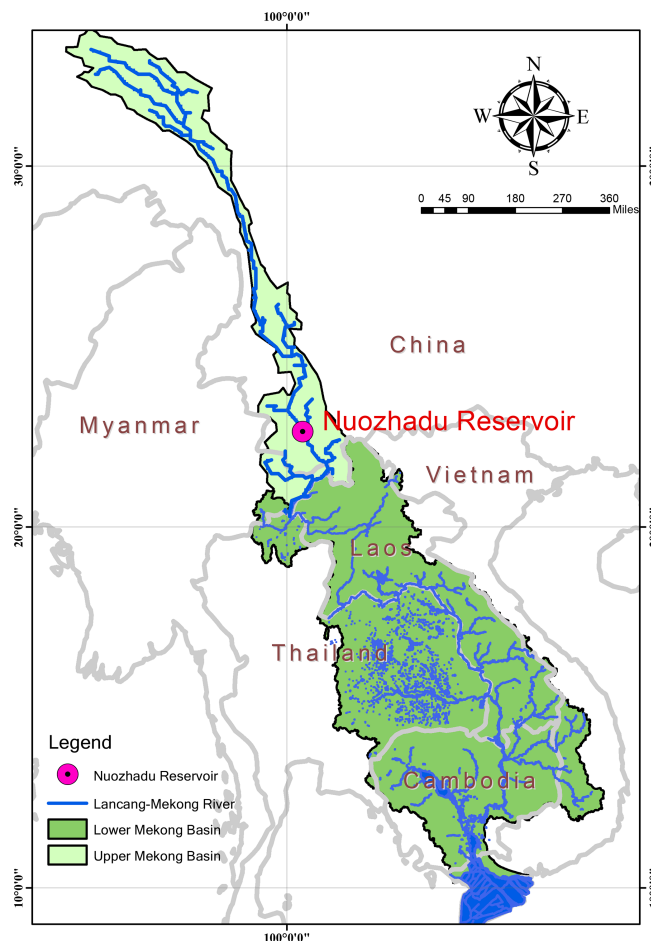 100°0'0"
N
W
E
S
30°0'0"
0 45 90 180 270 360
Miles
China
Myanmar
Nuozhadu Reservoir
Vietnam
20°0'0"
Laos
Thailand
Legend
Nuozhadu Reservoir
Lancang-Mekong River
Lower Mekong Basin
Upper Mekong Basin
Cambodia
10°0'0"
100°0'0"